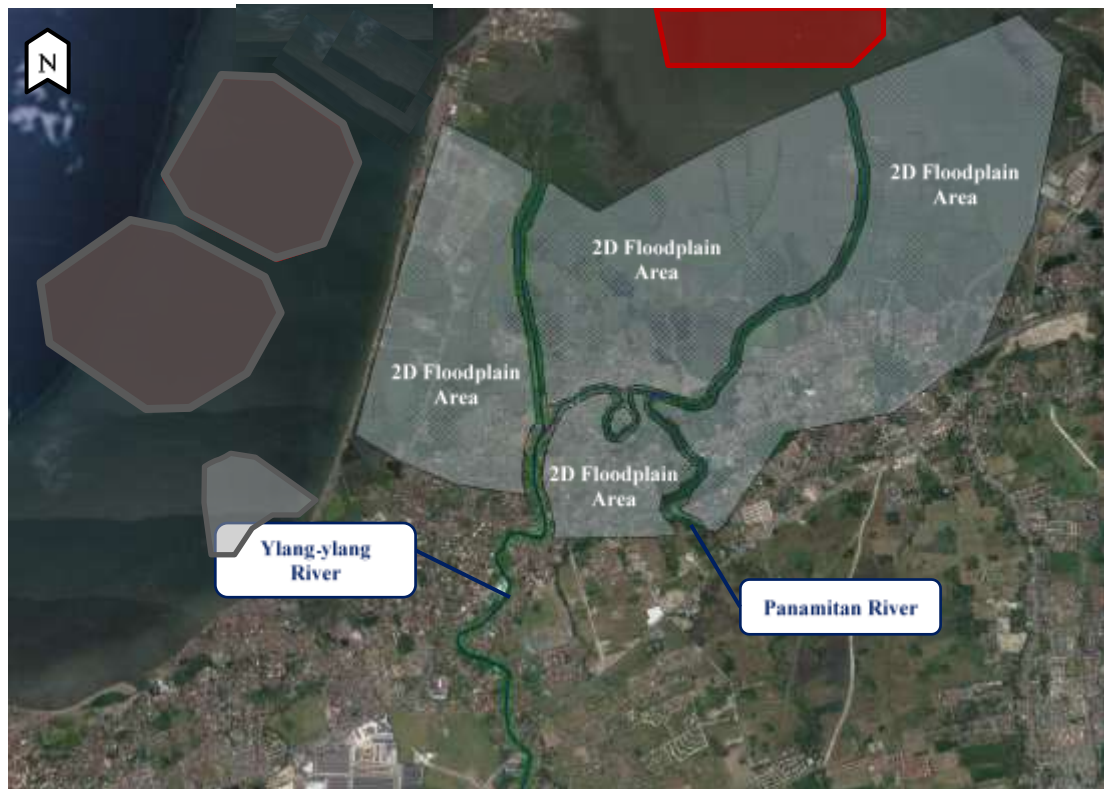 N
2D Floodplain
Area
2D Floodplain
Area
2D Floodplain
Area
2D Floodplain
Area
Ylang-ylang
River
Panamitan River